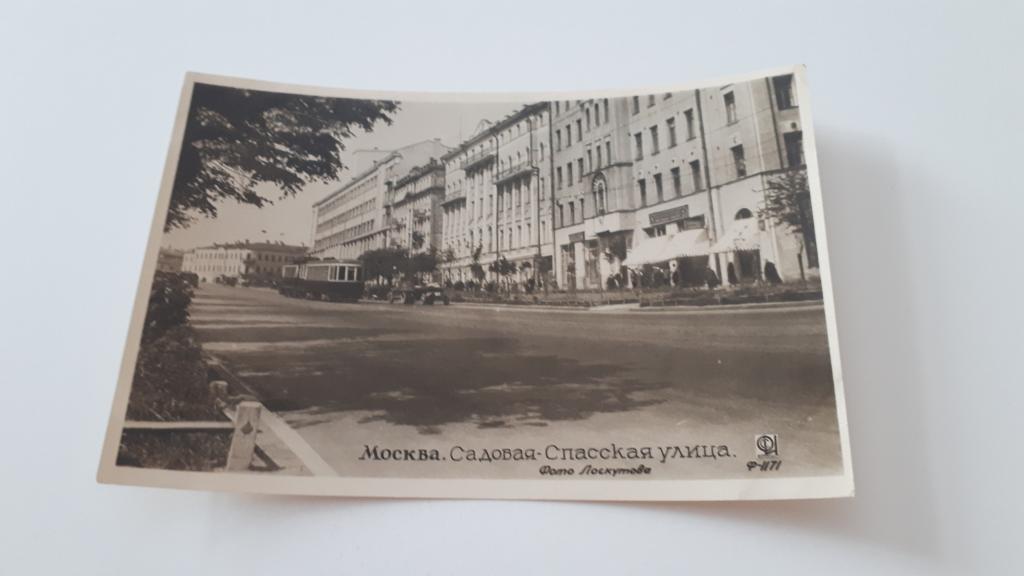 Москва. Садовая-Спасская улица.
Фото Лоскутова
Ф-1171